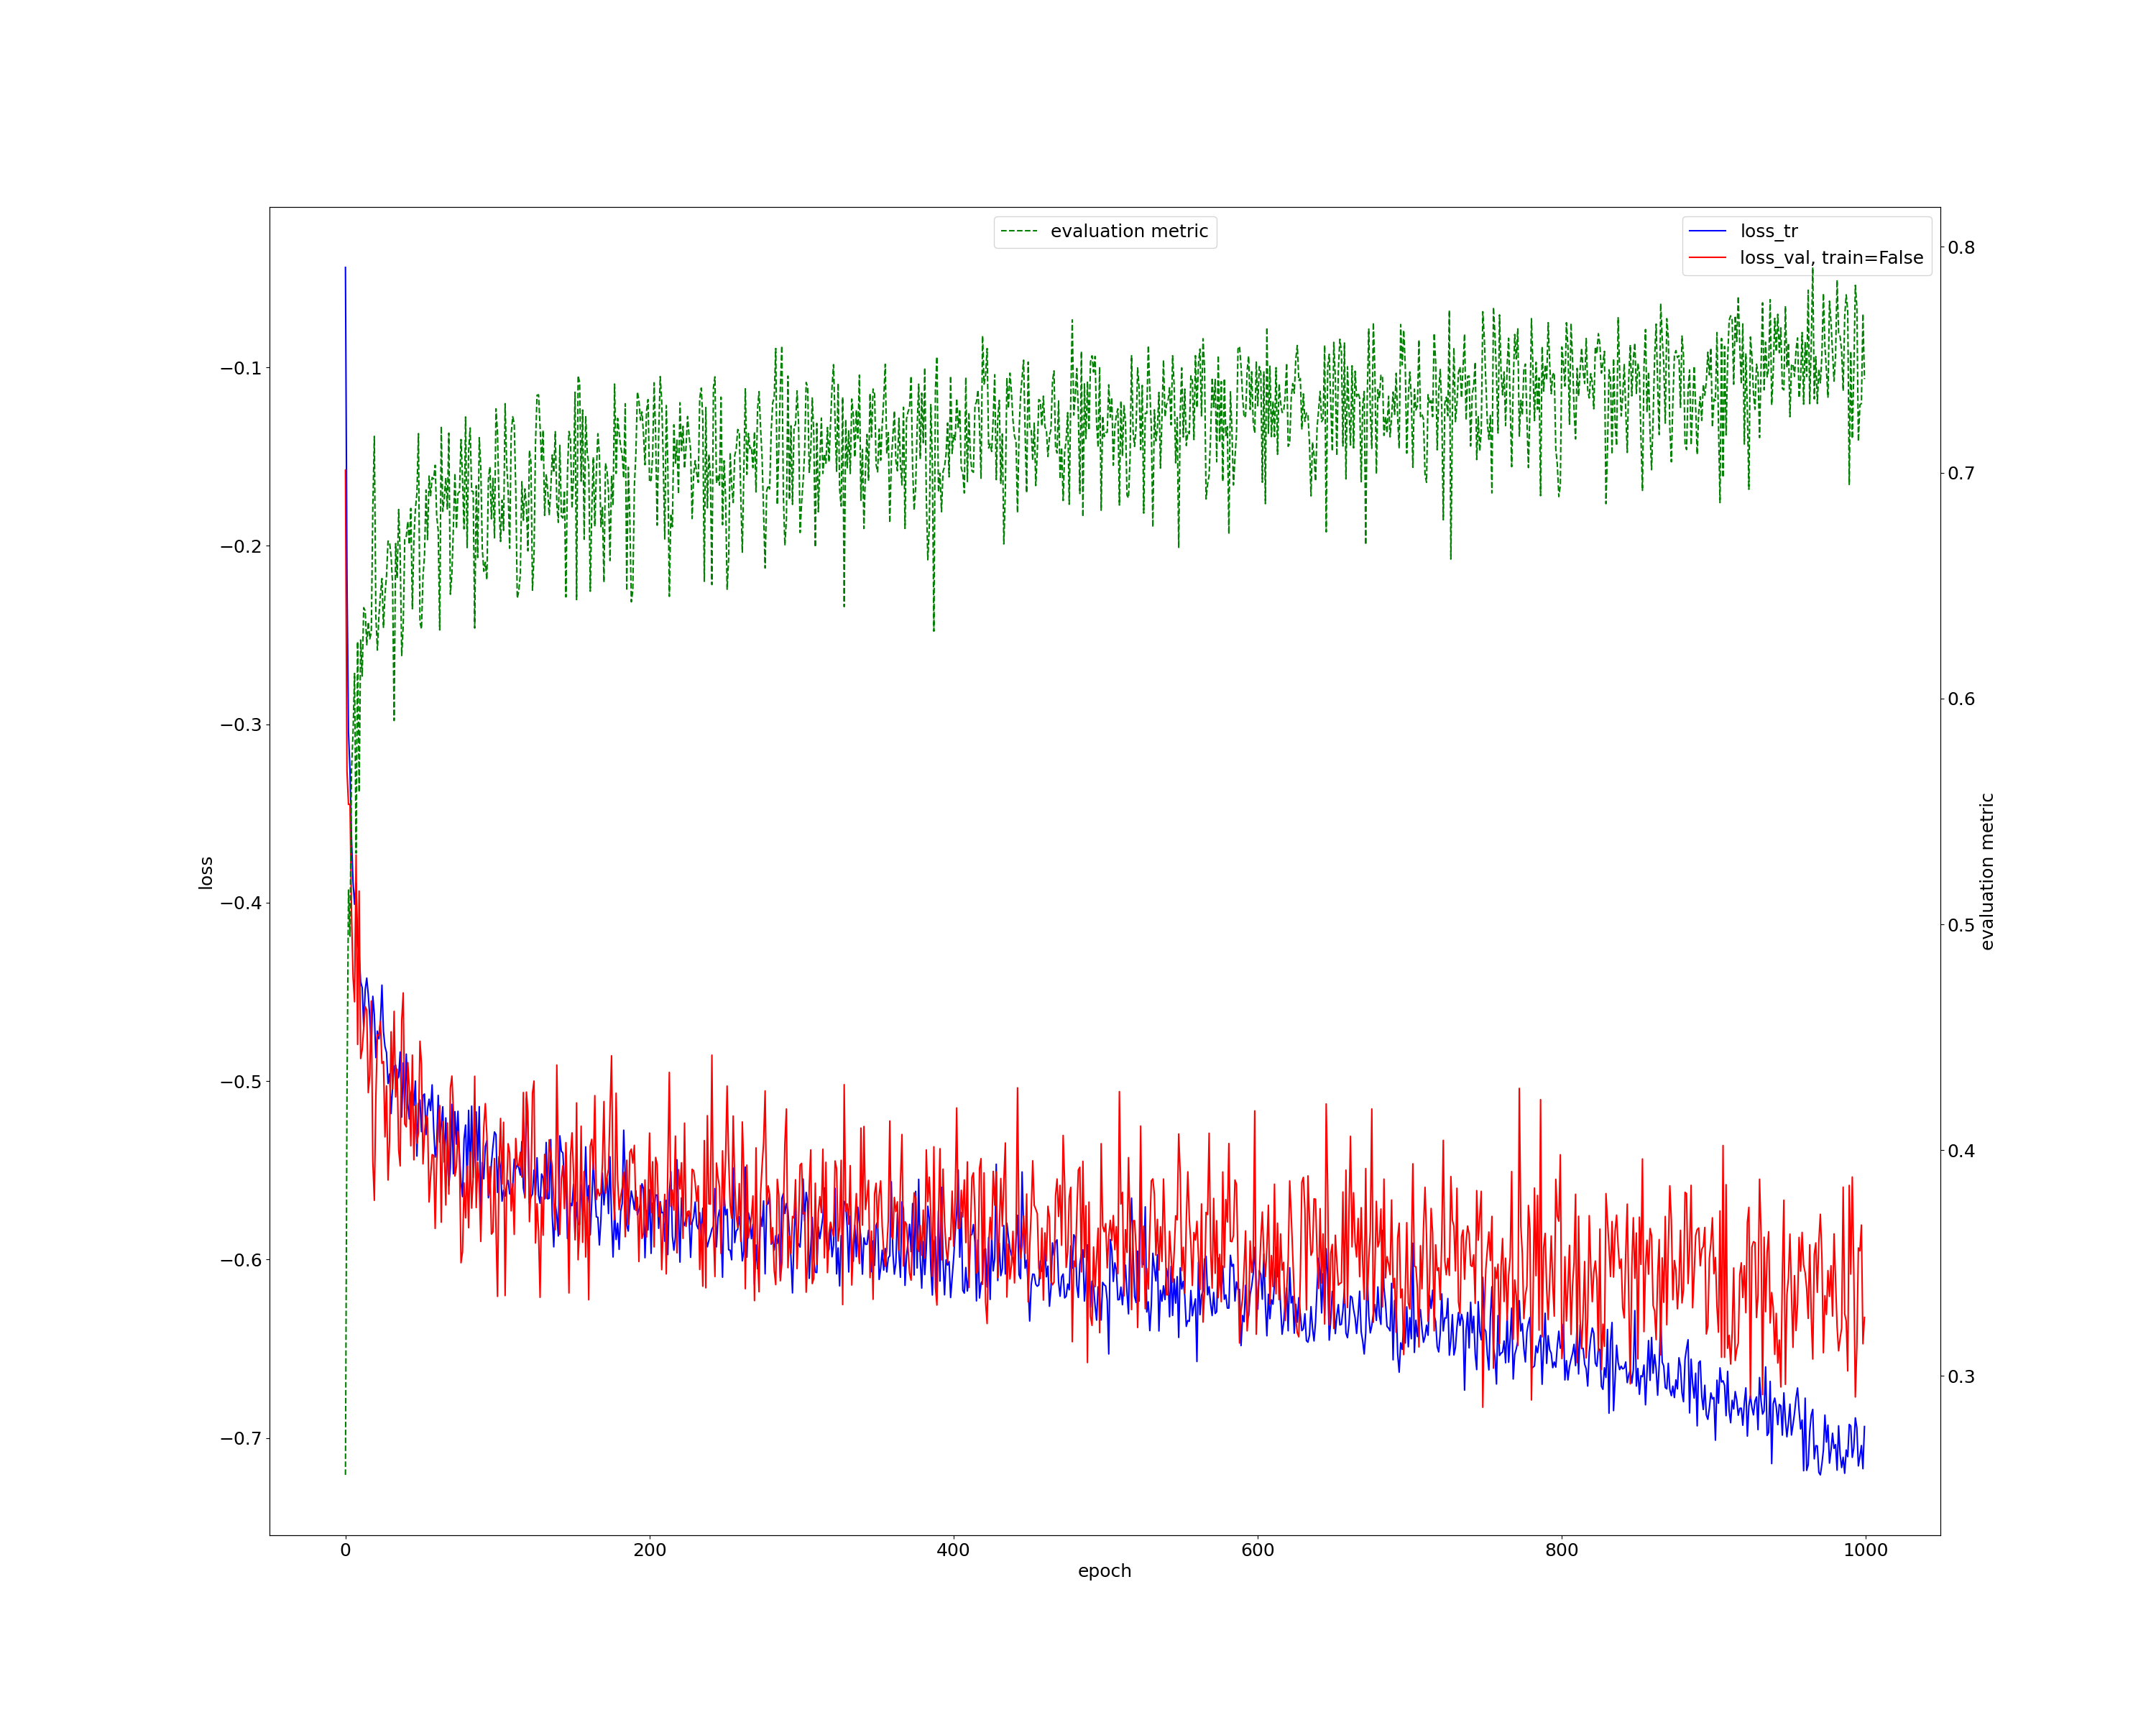 evaluation metric
loss_tr
loss_val, train=False
−0.1
−0.2
−0.3
−0.4
−0.5
−0.6
−0.7
loss
0.8
0.7
0.6
0.5
0.4
0.3
evaluation metric
0 200 400 600 800 1000
epoch